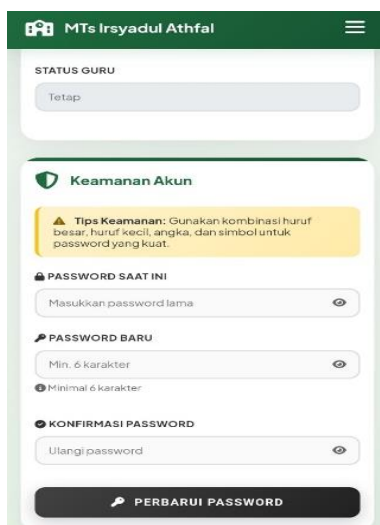 MTs Irsyadul Athfal
STATUS GURU
Tetap
Keamanan Akun
Tips Keamanan: Gunakan kombinasi huruf
besar, huruf kecil, angka, dan simbol untuk
password yang kuat.
PASSWORD SAAT INI
Masukkan password lama
PASSWORD BARU
Min. 6 karakter
Minimal 6 karakter
KONFIRMASI PASSWORD
Ulangi password
PERBARUI PASSWORD